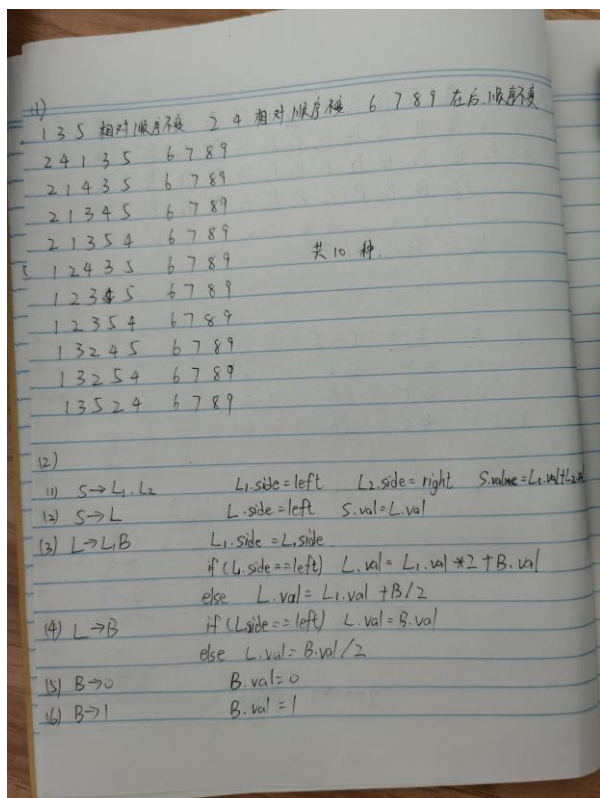 (1)
1 3 5 相对顺序不变 2 4 相对顺序不变 6 7 8 9 在后.顺序不变
2 4 1 3 5 6 7 8 9
2 1 4 3 5 6 7 8 9
2 1 3 4 5 6 7 8 9
2 1 3 5 4 6 7 8 9
1 2 4 3 5 6 7 8 9 共 10 种.
1 2 3 4 5 6 7 8 9
1 2 3 5 4 6 7 8 9
1 3 2 4 5 6 7 8 9
1 3 2 5 4 6 7 8 9
1 3 5 2 4 6 7 8 9
(2)
(1) S→L₁.L₂ L₁.side=left L₂.side=right S.value=L₁.val+L₂.val
(2) S→L L.side=left S.val=L.val
(3) L→L₁B L₁.side=L.side
if(L.side==left) L.val=L₁.val*2+B.val
else L.val=L₁.val+B/2
(4) L→B if(L.side==left) L.val=B.val
else L.val=B.val/2
(5) B→0 B.val=0
(6) B→1 B.val=1